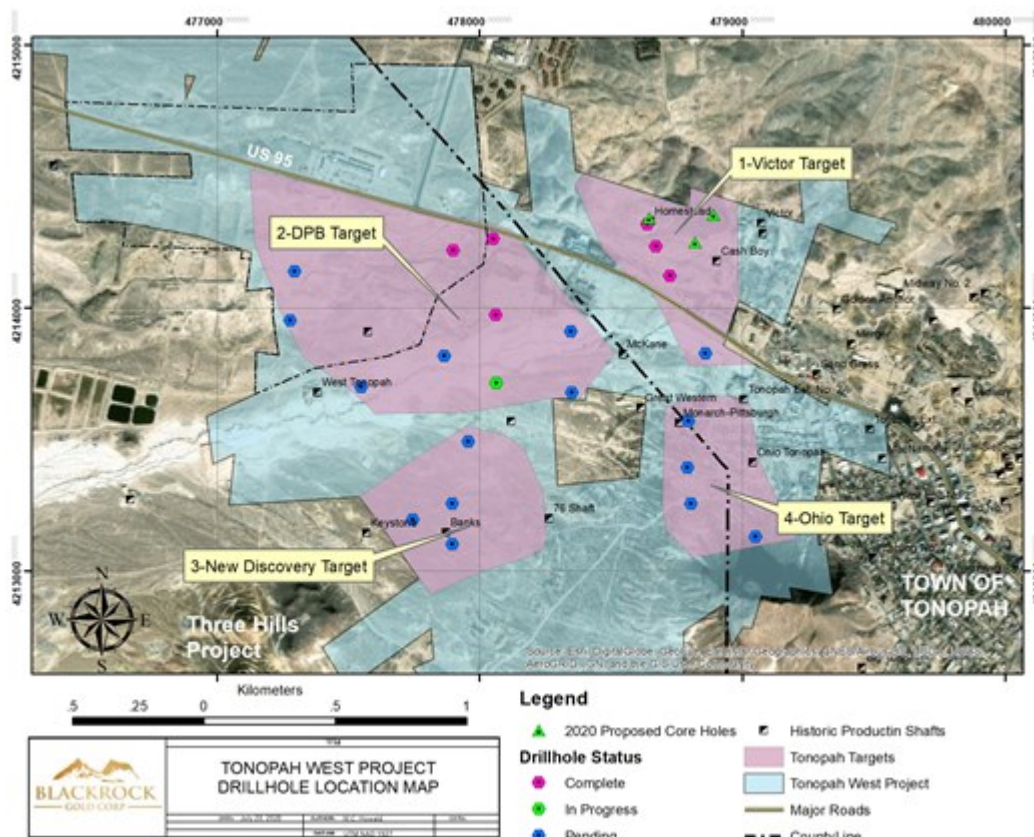 477000
478000
479000
480000
4215000
4214000
4213000
US 95
1-Victor Target
2-DPB Target
3-New Discovery Target
4-Ohio Target
Homestead
Victor
Cash Boy
Midway No. 2
Golden Anchor
McKane
West Tonopah
Great Western
Monarch-Pittsburgh
Ohio Tonopah
76 Shaft
Keystone
Banks
N
W
E
S
Three Hills
Project
TOWN OF
TONOPAH
Kilometers
.5
0
.5
1
BLACKROCK
GOLD CORP
TONOPAH WEST PROJECT
DRILLHOLE LOCATION MAP
Legend
2020 Proposed Core Holes
Drillhole Status
Complete
In Progress
Pending
Historic Productin Shafts
Tonopah Targets
Tonopah West Project
Major Roads
CountyLine